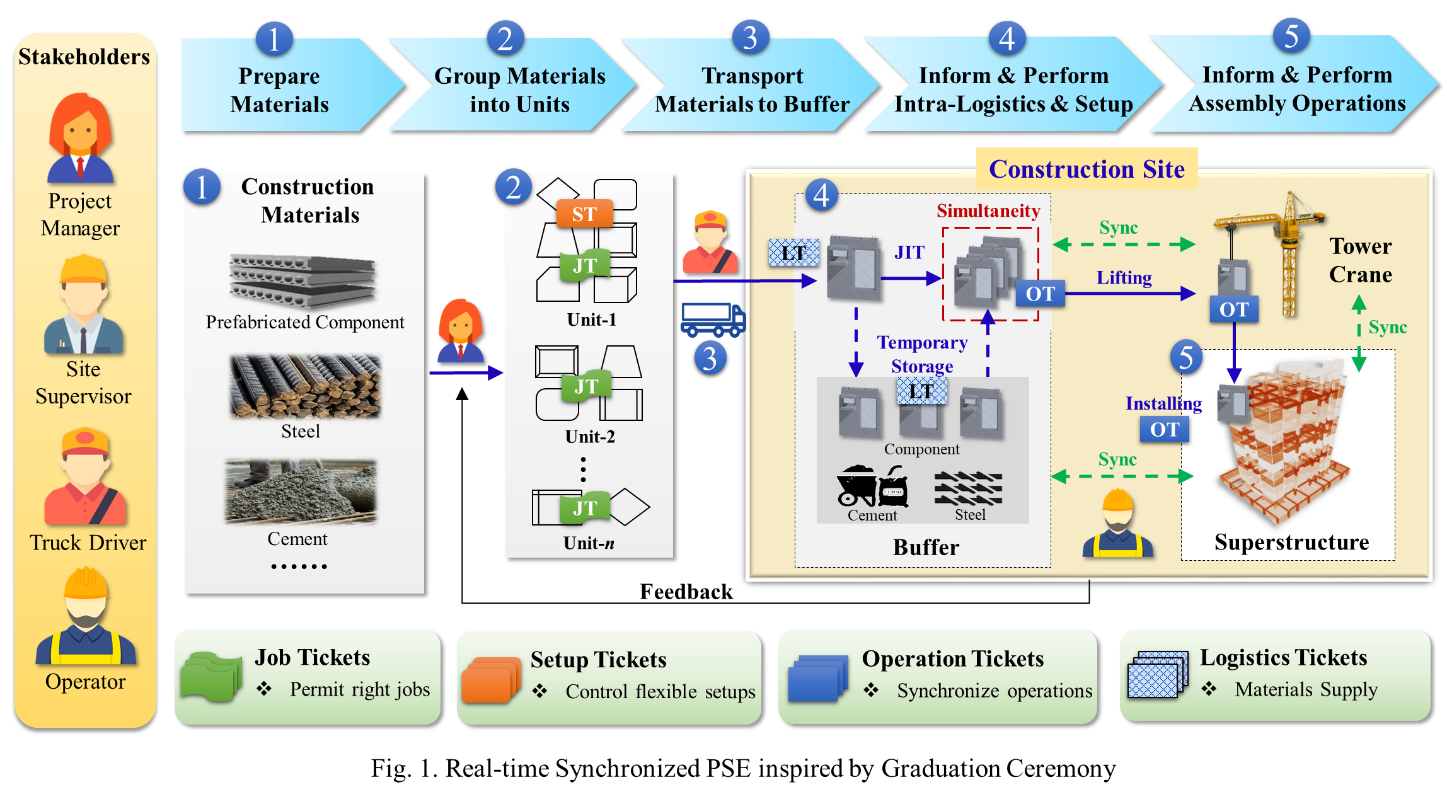 Stakeholders
Project
Manager
Site
Supervisor
Truck Driver
Operator
1
Prepare
Materials
2
Group Materials
into Units
3
Transport
Materials to Buffer
4
Inform & Perform
Intra-Logistics & Setup
5
Inform & Perform
Assembly Operations
1
Construction
Materials
Prefabricated Component
Steel
Cement
......
2
ST
JT
Unit-1
JT
Unit-2
JT
Unit-n
3
Construction Site
4
Simultaneity
LT
JIT
OT
Temporary
Storage
LT
Component
Cement
Steel
Buffer
Sync
Lifting
OT
Tower
Crane
Sync
5
Installing
OT
Sync
Superstructure
Feedback
Job Tickets
❖ Permit right jobs
Setup Tickets
❖ Control flexible setups
Operation Tickets
❖ Synchronize operations
Logistics Tickets
❖ Materials Supply
Fig. 1. Real-time Synchronized PSE inspired by Graduation Ceremony